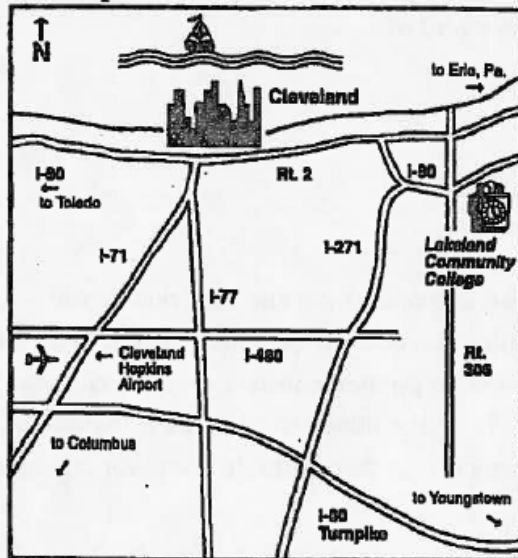 N
to Erie, Pa.
Cleveland
I-90
Rt. 2
I-90
to Toledo
Lakeland
Community
College
I-71
I-271
I-77
I-480
Cleveland
Hopkins
Airport
Rt.
306
to Columbus
to Youngstown
I-80
Turnpike